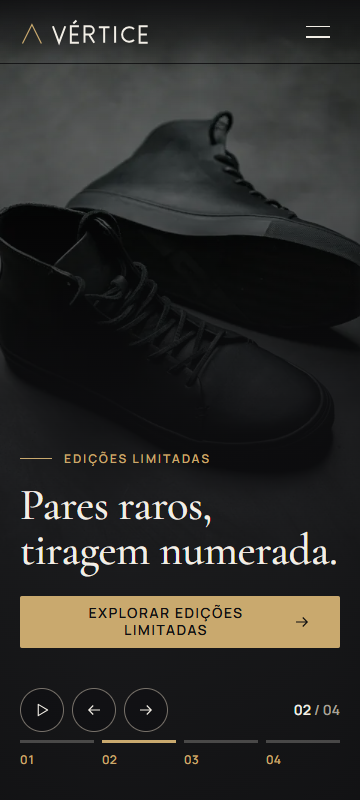 VÉRTICE
EDIÇÕES LIMITADAS
Pares raros,
tiragem numerada.
EXPLORAR EDIÇÕES
LIMITADAS
02 / 04
01 02 03 04